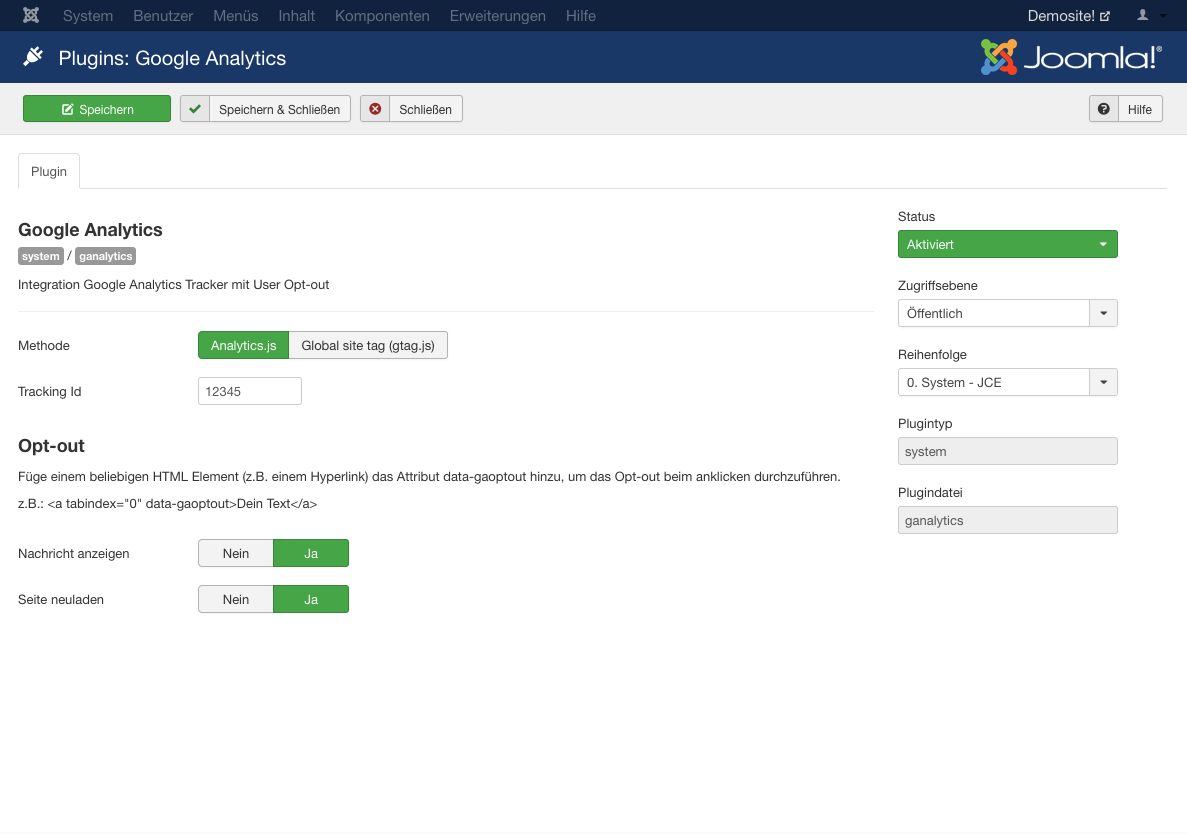 System Benutzer Menüs Inhalt Komponenten Erweiterungen Hilfe Demosite!
Plugins: Google Analytics Joomla!®
Speichern Speichern & Schließen Schließen Hilfe
Plugin
Google Analytics
system / ganalytics
Integration Google Analytics Tracker mit User Opt-out
Methode Analytics.js Global site tag (gtag.js)
Tracking Id 12345
Opt-out
Füge einem beliebigen HTML Element (z.B. einem Hyperlink) das Attribut data-gaoptout hinzu, um das Opt-out beim anklicken durchzuführen.
z.B.: <a tabindex="0" data-gaoptout>Dein Text</a>
Nachricht anzeigen Nein Ja
Seite neuladen Nein Ja
Status
Aktiviert
Zugriffsebene
Öffentlich
Reihenfolge
0. System - JCE
Plugintyp
system
Plugindatei
ganalytics